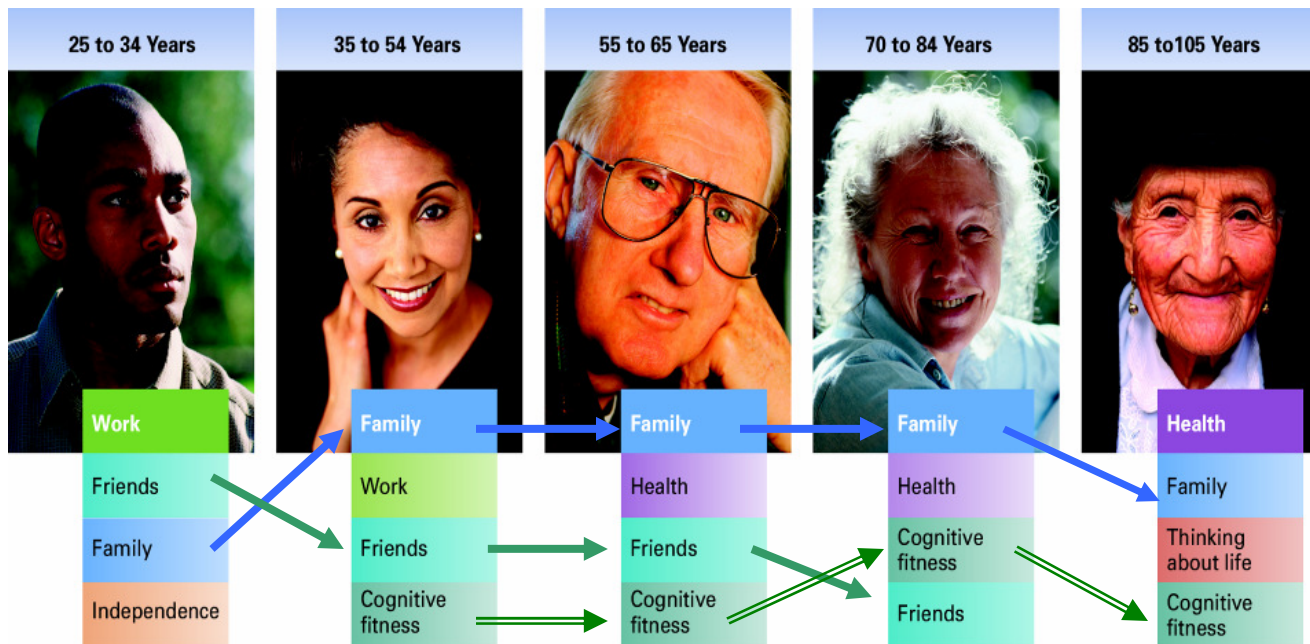 25 to 34 Years
35 to 54 Years
55 to 65 Years
70 to 84 Years
85 to105 Years
Work
Friends
Family
Independence
Family
Work
Friends
Cognitive
fitness
Family
Health
Friends
Cognitive
fitness
Family
Health
Cognitive
fitness
Friends
Health
Family
Thinking
about life
Cognitive
fitness